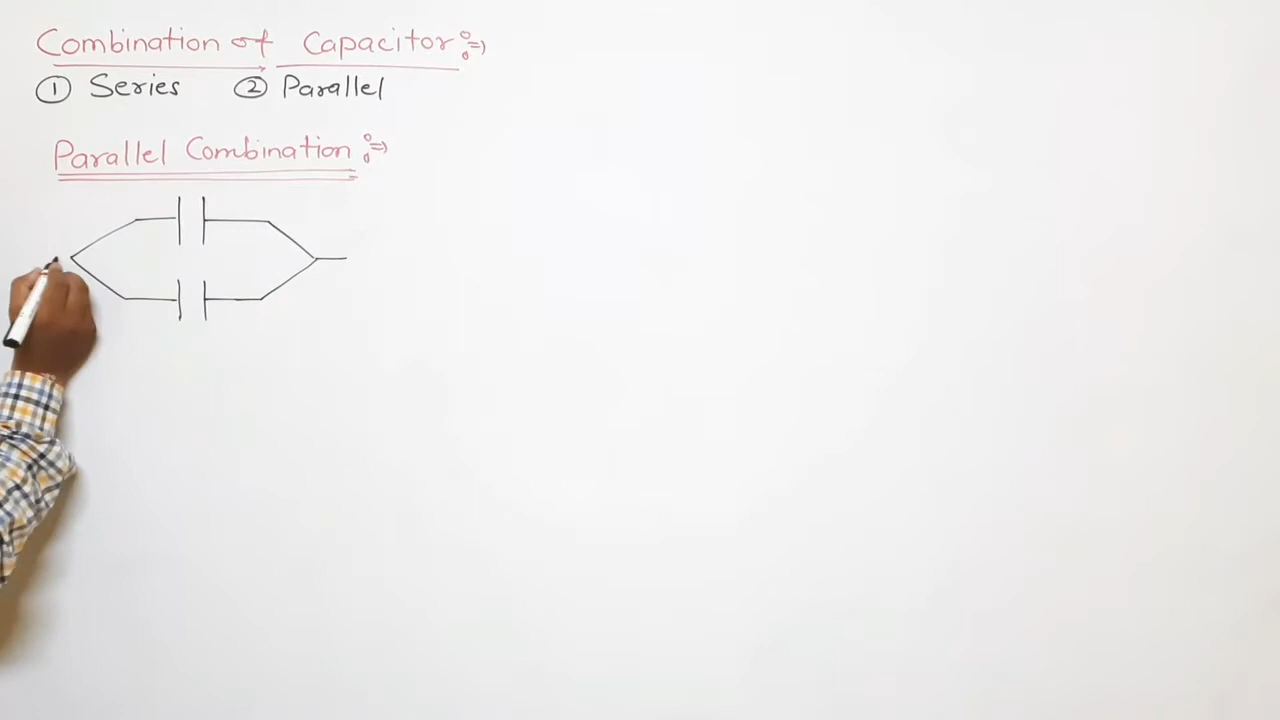 Combination of Capacitor :⇒
① Series ② Parallel
Parallel Combination :⇒